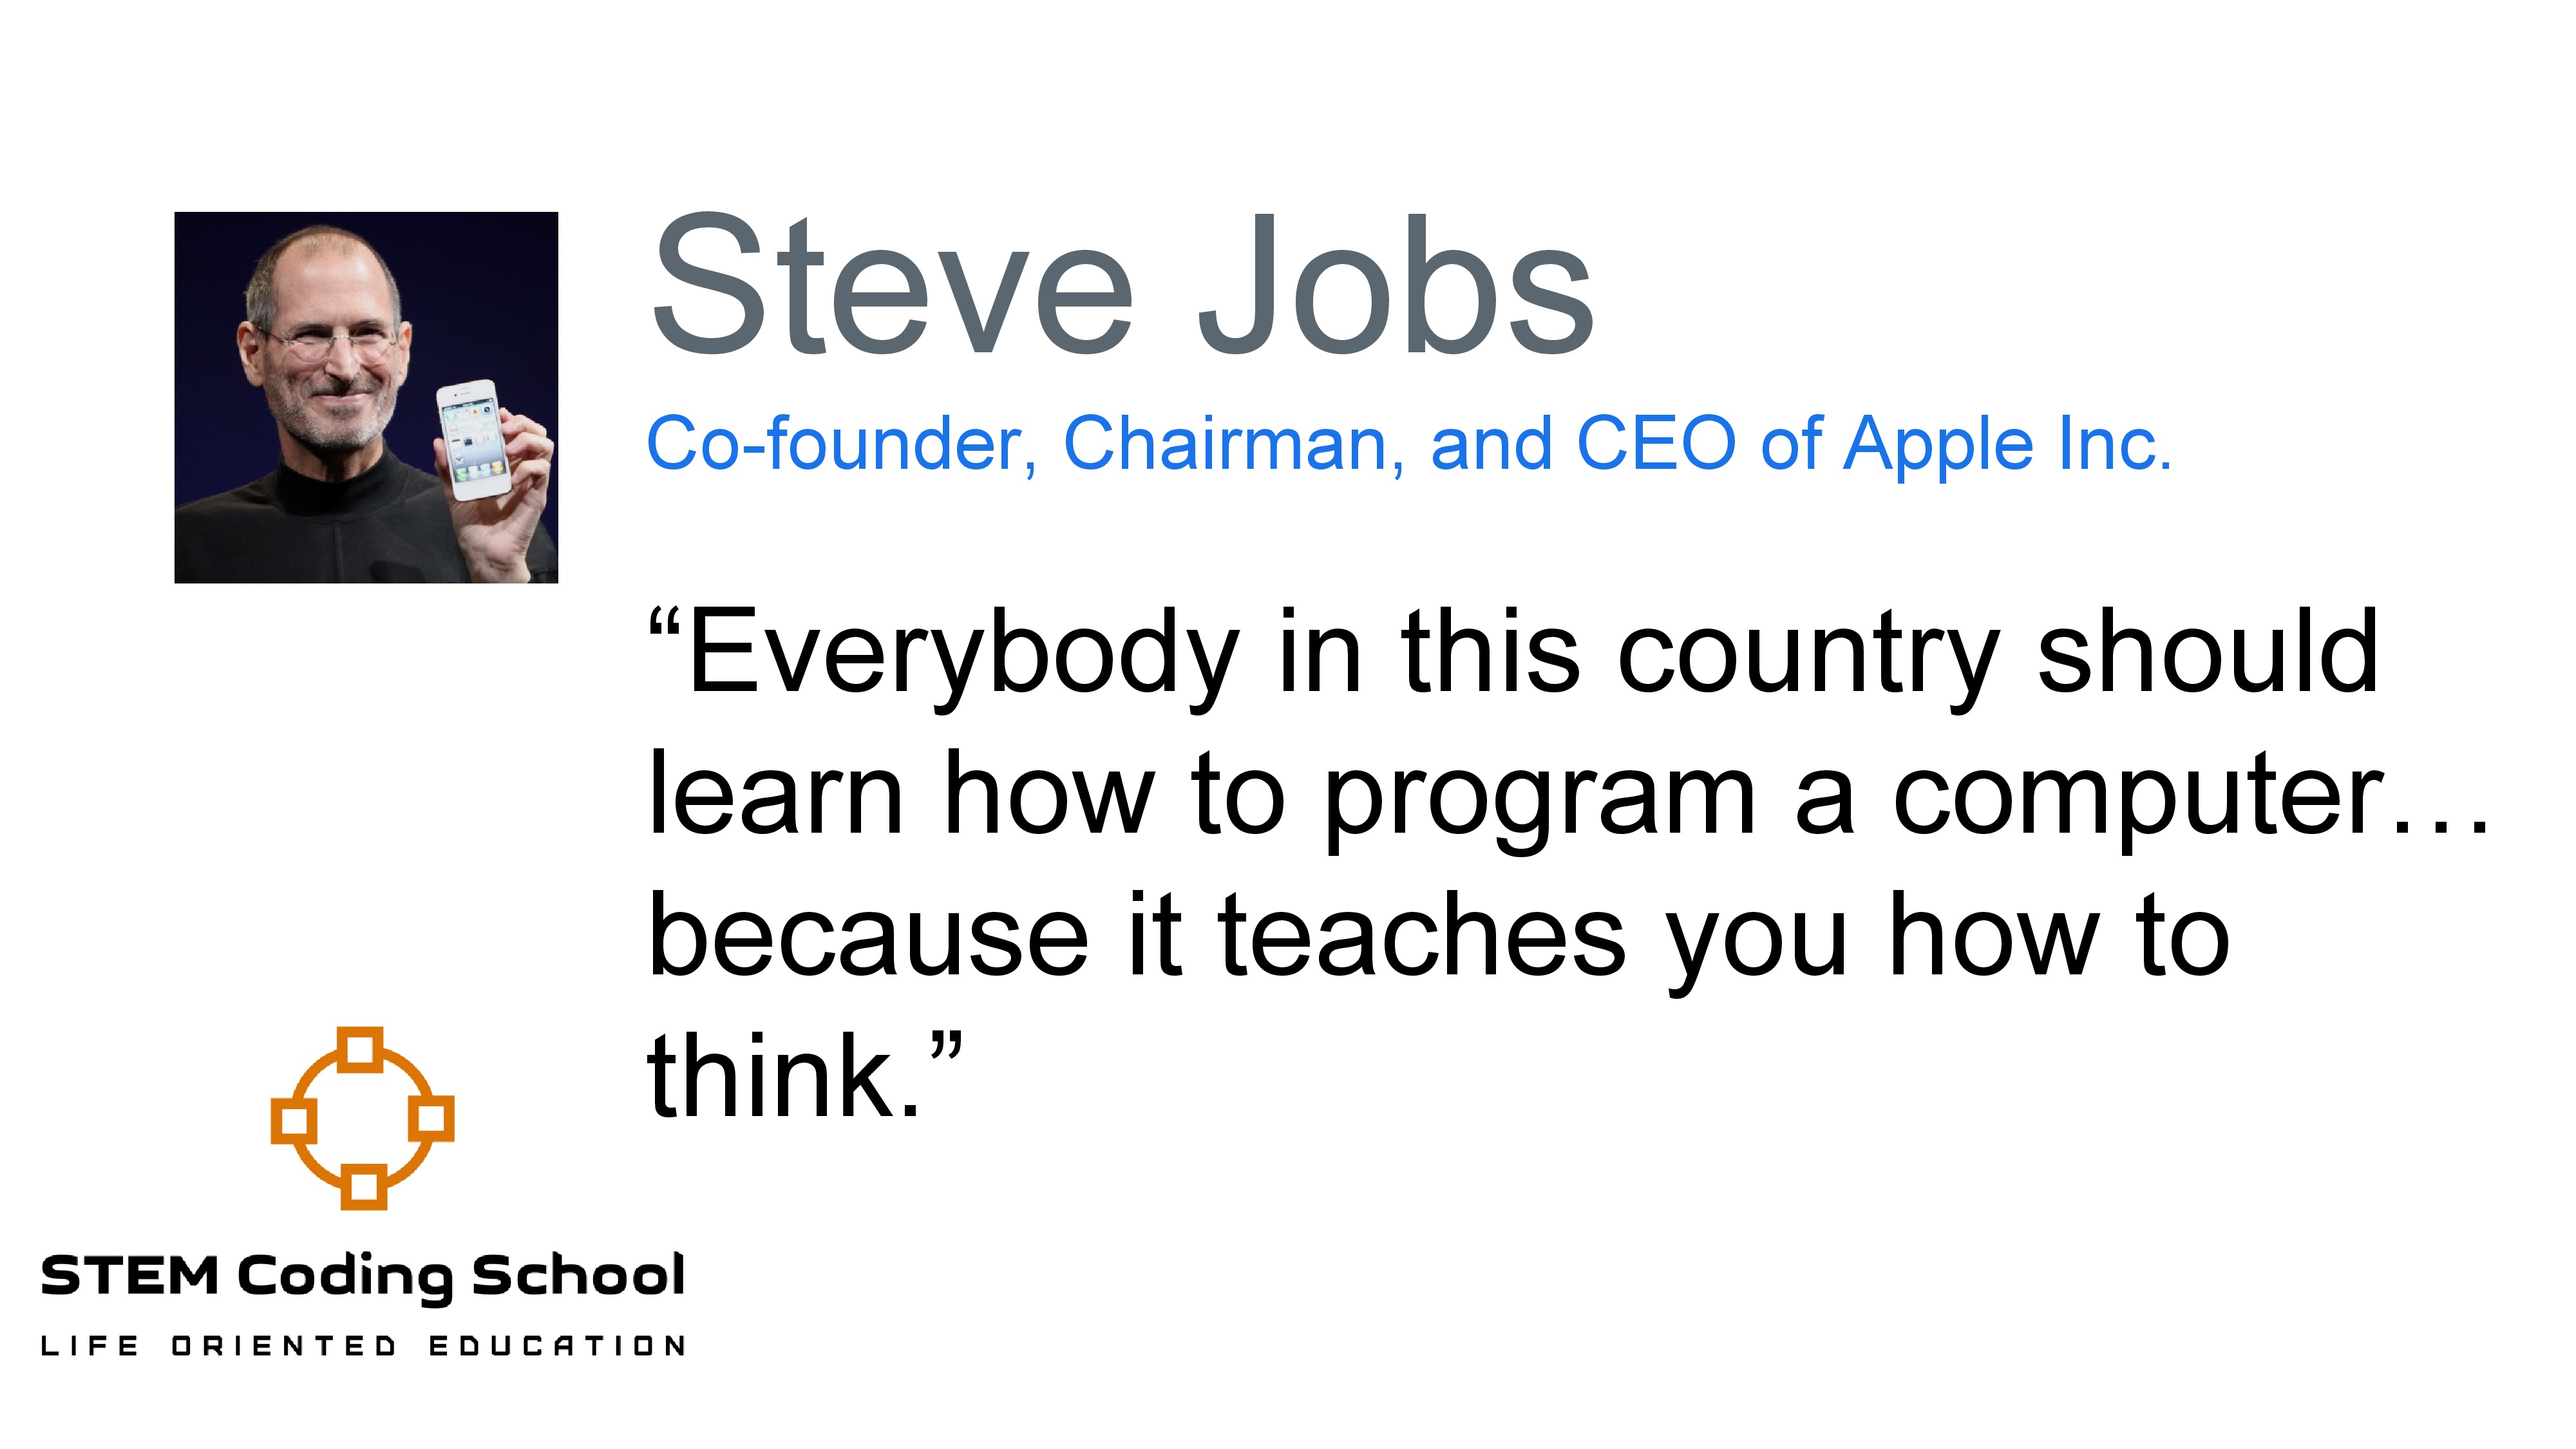 Steve Jobs
Co-founder, Chairman, and CEO of Apple Inc.
“Everybody in this country should
learn how to program a computer…
because it teaches you how to
think.”
STEM Coding School
LIFE ORIENTED EDUCATION